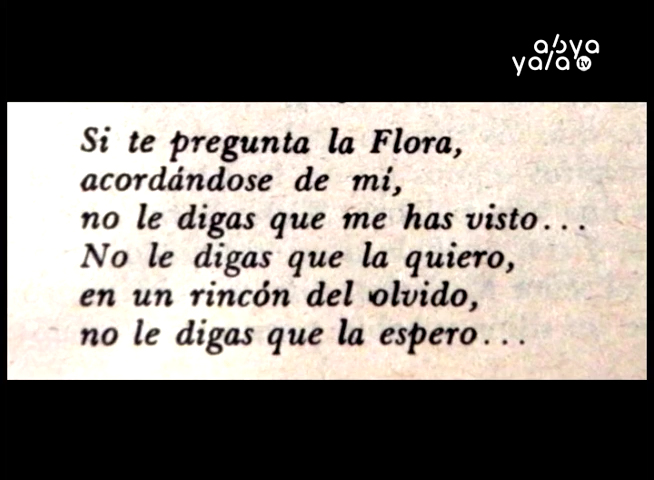 abya
yala tv
Si te pregunta la Flora,
acordándose de mí,
no le digas que me has visto...
No le digas que la quiero,
en un rincón del olvido,
no le digas que la espero...